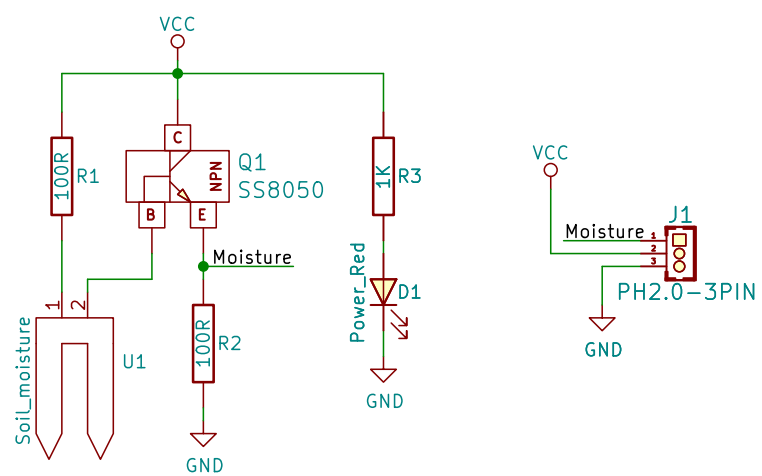 VCC
C
NPN
Q1
SS8050
B
E
100R
R1
1K
R3
Moisture
1
2
Soil_moisture
U1
100R
R2
GND
Power_Red
D1
GND
VCC
J1
Moisture
1
2
3
PH2.0-3PIN
GND